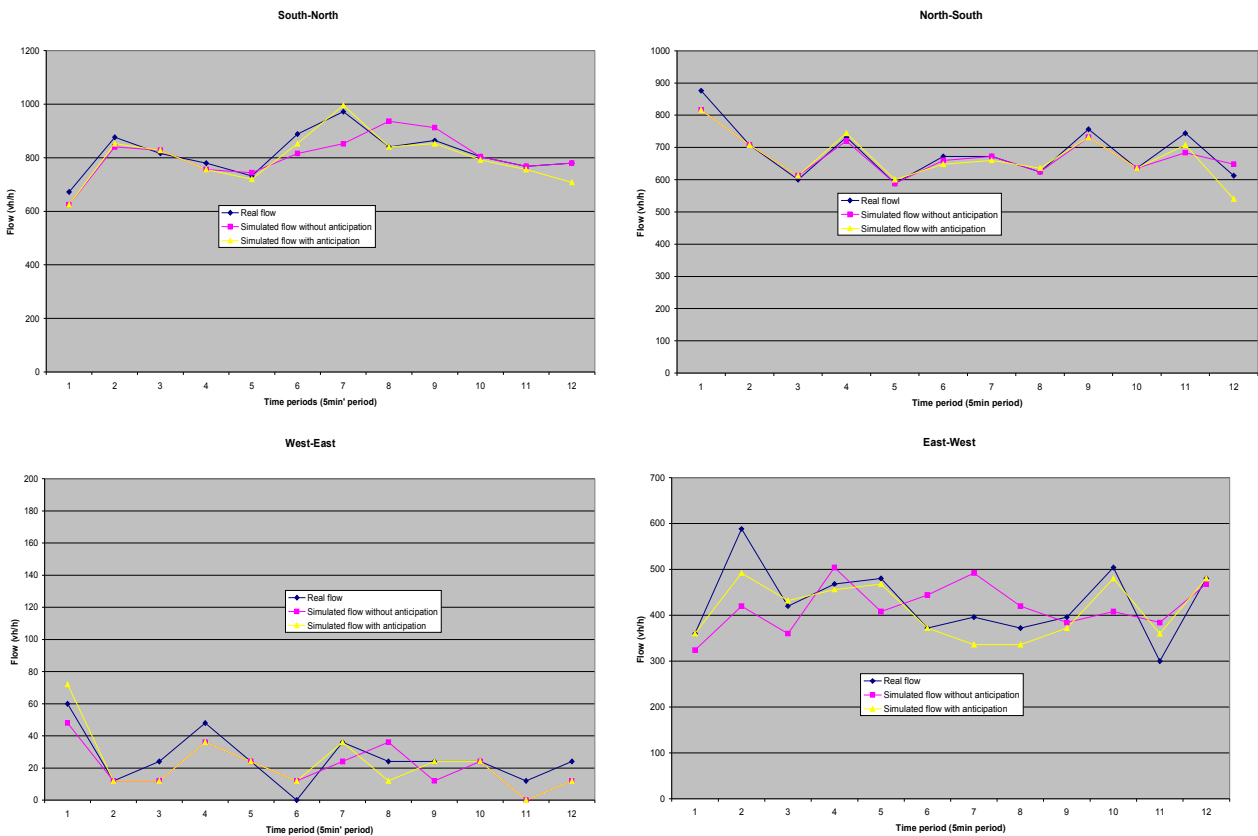 South-North
1200
1000
800
600
400
200
0
Flow (vh/h)
Real flow
Simulated flow without anticipation
Simulated flow with anticipation
1 2 3 4 5 6 7 8 9 10 11 12
Time periods (5min' period)
North-South
1000
900
800
700
600
500
400
300
200
100
0
Flow (vh/h)
Real flowl
Simulated flow without anticipation
Simulated flow with anticipation
1 2 3 4 5 6 7 8 9 10 11 12
Time period (5min period)
West-East
200
180
160
140
120
100
80
60
40
20
0
Flow (vh/h)
Real flow
Simulated flow without anticipation
Simulated flow with anticipation
1 2 3 4 5 6 7 8 9 10 11 12
Time period (5min' period)
East-West
700
600
500
400
300
200
100
0
Flow (vh/h)
Real flow
Simulated flow without anticipation
Simulated flow with anticipation
1 2 3 4 5 6 7 8 9 10 11 12
Time period (5min period)